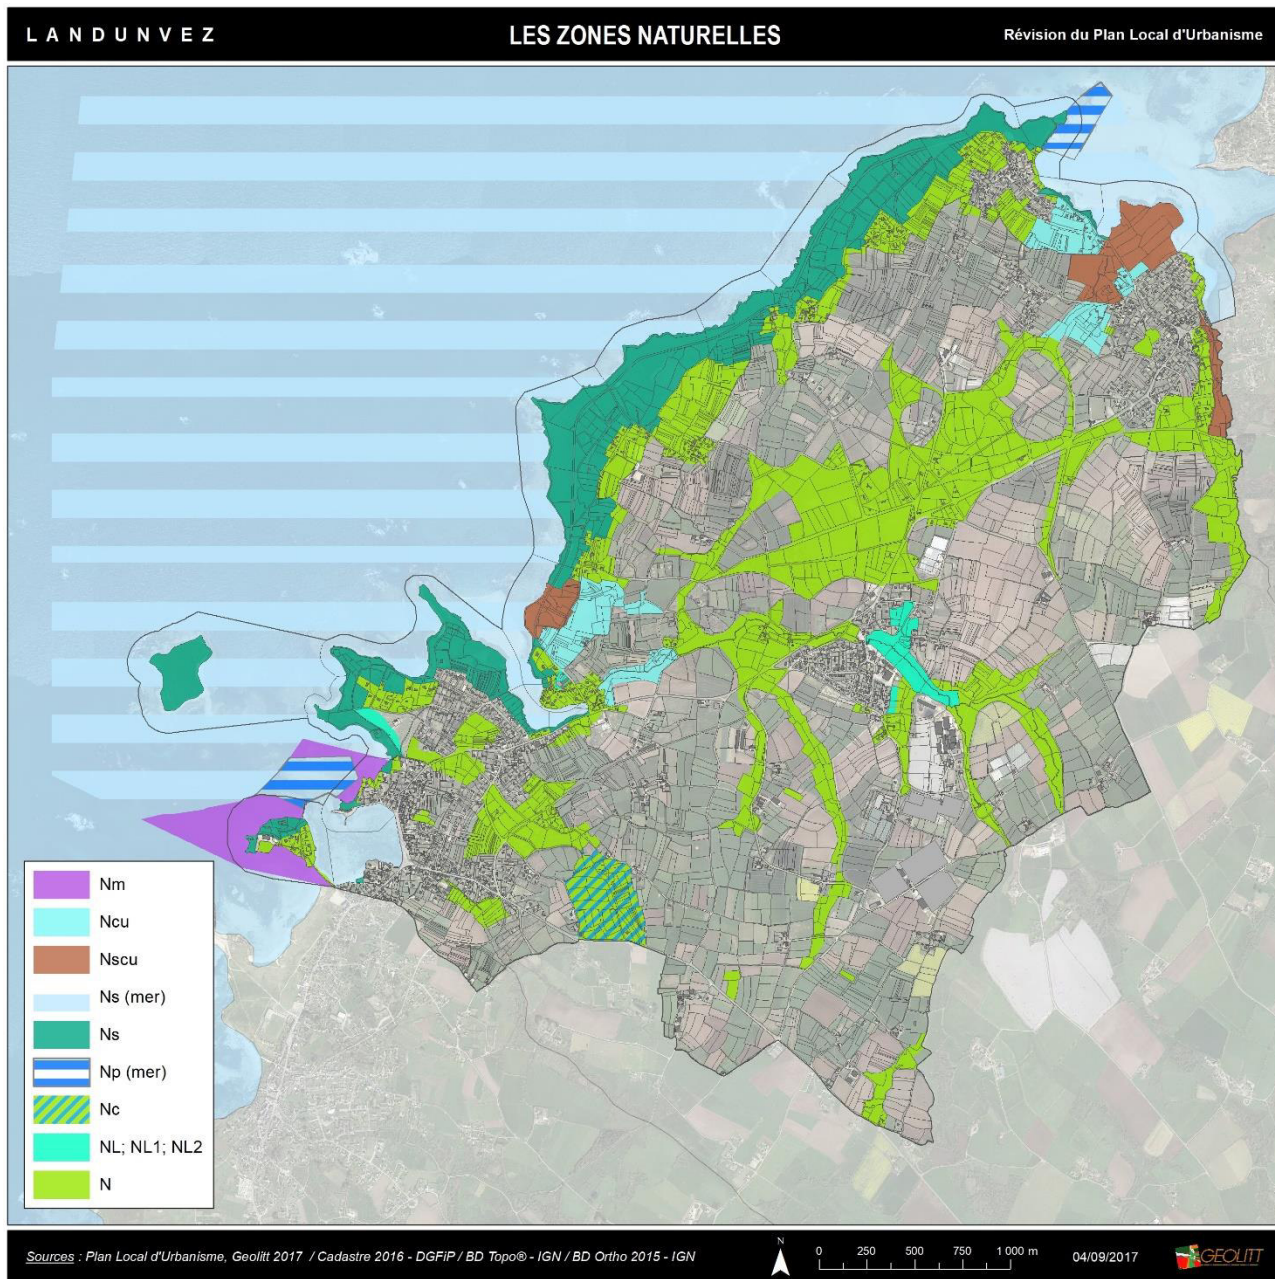 LANDUNVEZ
LES ZONES NATURELLES
Révision du Plan Local d'Urbanisme
Nm
Ncu
Nscu
Ns (mer)
Ns
Np (mer)
Nc
NL; NL1; NL2
N
Sources : Plan Local d'Urbanisme, Geolitt 2017 / Cadastre 2016 - DGFiP / BD Topo® - IGN / BD Ortho 2015 - IGN
N
0 250 500 750 1 000 m
04/09/2017
GEOLITT